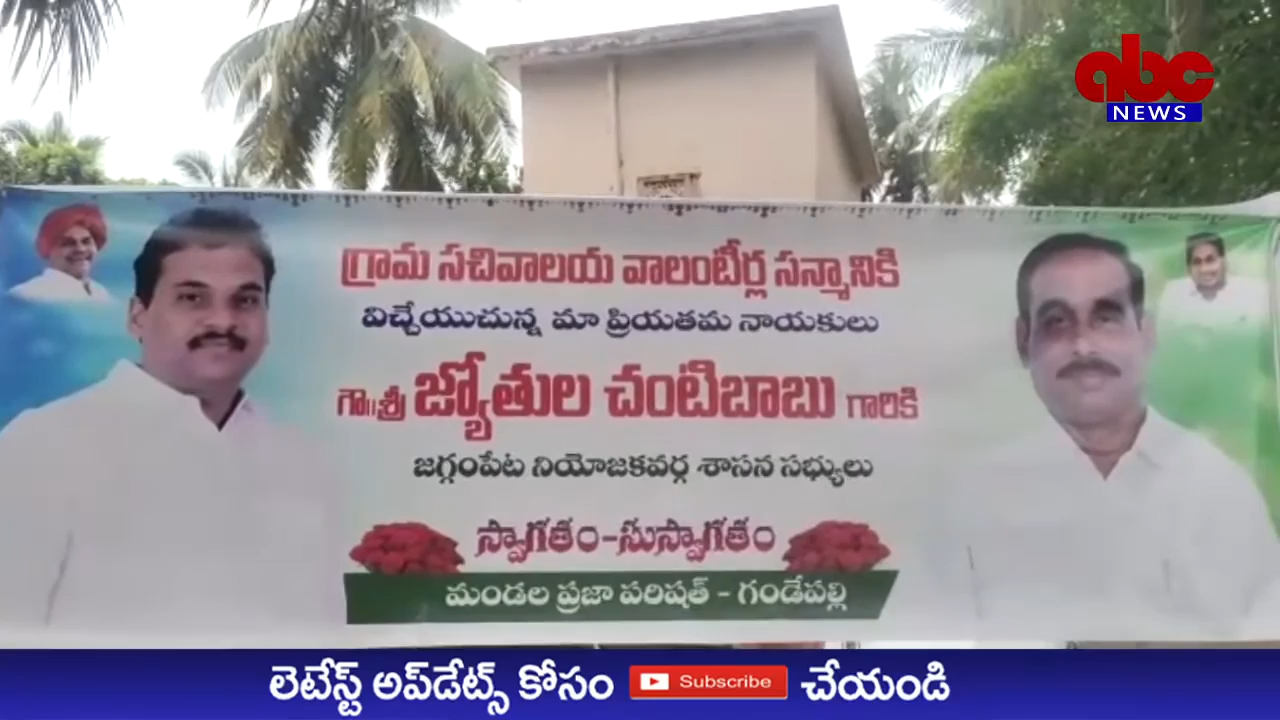 abc
NEWS
గ్రామ సచివాలయ వాలంటీర్ల సన్మానికి
విచ్చేయుచున్న మా ప్రియతమ నాయకులు
గౌ౹౹శ్రీ జ్యోతుల చంటిబాబు గారికి
జగ్గంపేట నియోజకవర్గ శాసన సభ్యులు
స్వాగతం-సుస్వాగతం
మండల ప్రజా పరిషత్ - గండేపల్లి
లెటేస్ట్ అప్‌డేట్స్ కోసం Subscribe చేయండి